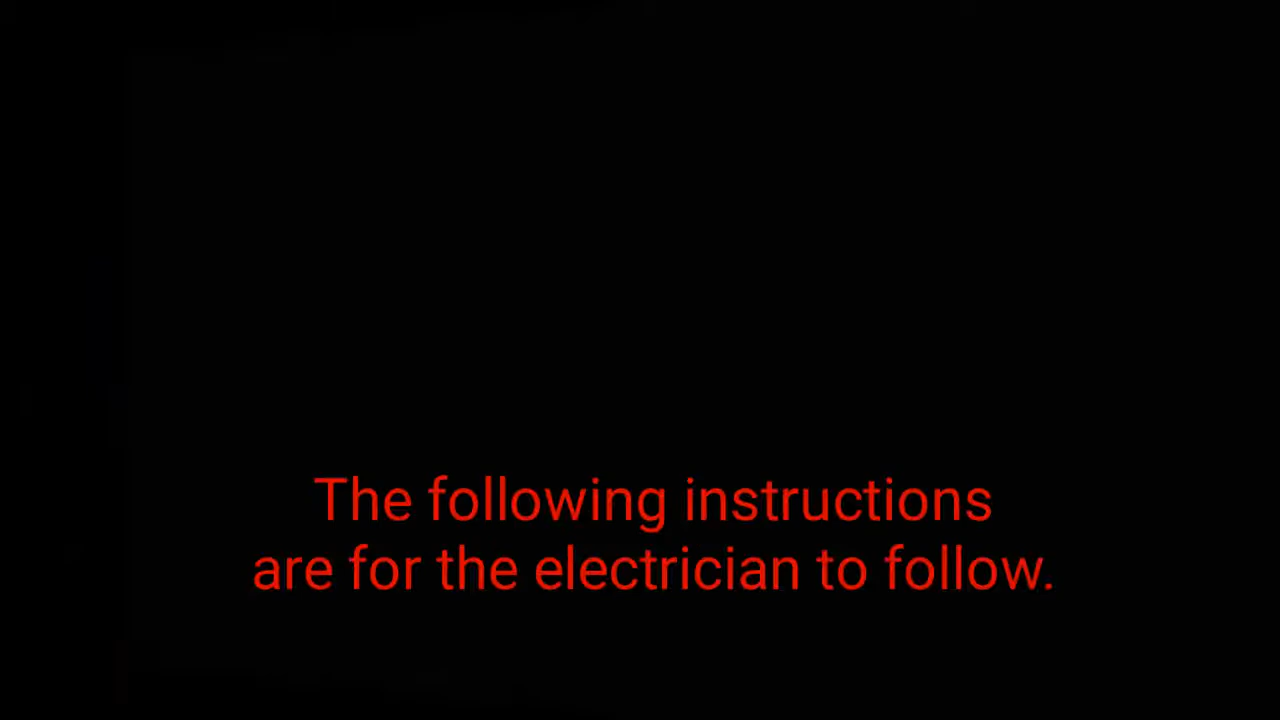 The following instructions
are for the electrician to follow.